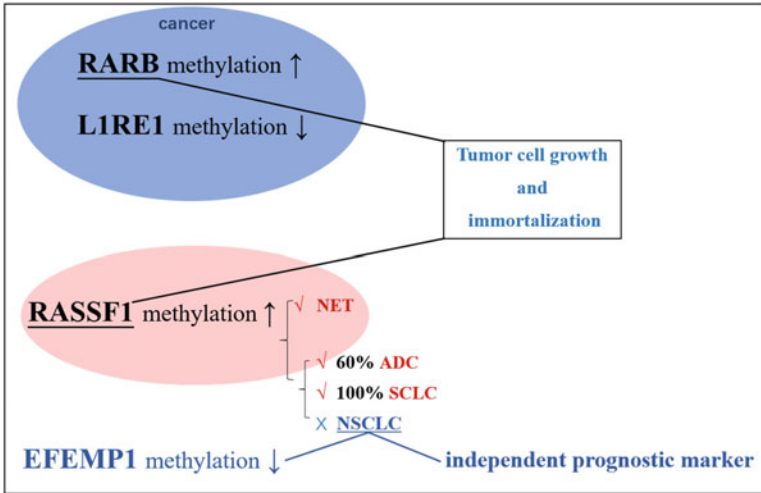 cancer
RARB methylation ↑
L1RE1 methylation ↓
Tumor cell growth
and
immortalization
RASSF1 methylation ↑
√ NET
√ 60% ADC
√ 100% SCLC
X NSCLC
EFEMP1 methylation ↓
independent prognostic marker